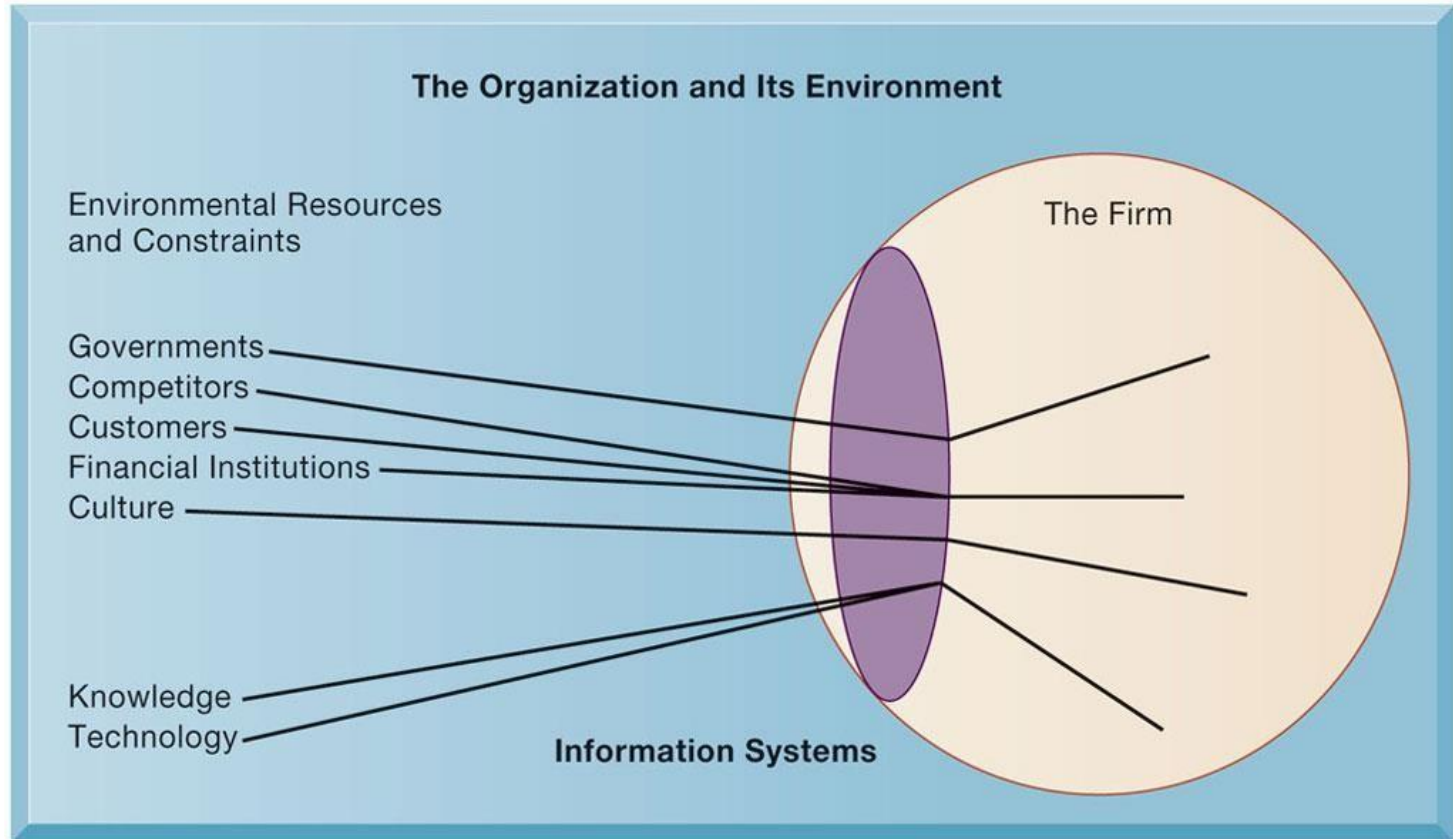 The Organization and Its Environment
Environmental Resources
and Constraints
The Firm
Governments
Competitors
Customers
Financial Institutions
Culture
Knowledge
Technology
Information Systems